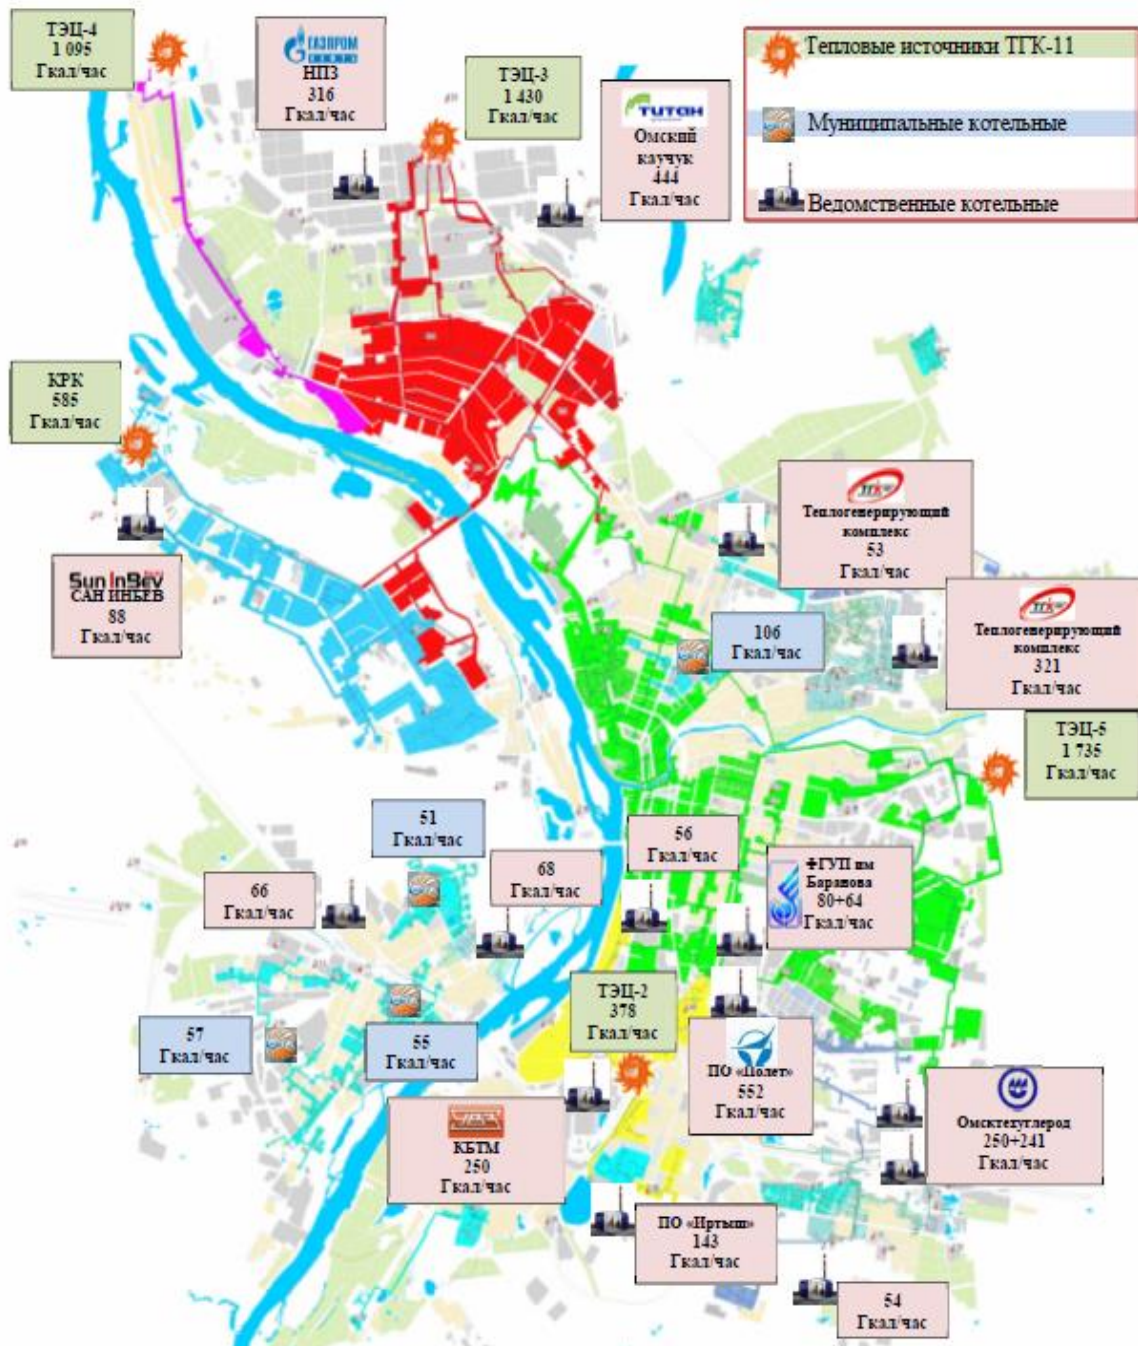 ТЭЦ-4
1 095
Гкал/час
ГАЗПРОМ
НПЗ
316
Гкал/час
ТЭЦ-3
1 430
Гкал/час
ТИТАН
Омский
каучук
444
Гкал/час
Тепловые источники ТГК-11
Муниципальные котельные
Ведомственные котельные
КРК
585
Гкал/час
Sun InBev
САН ИНБЕВ
88
Гкал/час
Теплогенерирующий
комплекс
53
Гкал/час
106
Гкал/час
Теплогенерирующий
комплекс
321
Гкал/час
ТЭЦ-5
1 735
Гкал/час
51
Гкал/час
56
Гкал/час
68
Гкал/час
66
Гкал/час
ФГУП им
Баранова
80+64
Гкал/час
ТЭЦ-2
378
Гкал/час
57
Гкал/час
55
Гкал/час
ПО «Полет»
552
Гкал/час
Омсктехуглерод
250+241
Гкал/час
КБТМ
250
Гкал/час
ПО «Иртыш»
143
Гкал/час
54
Гкал/час